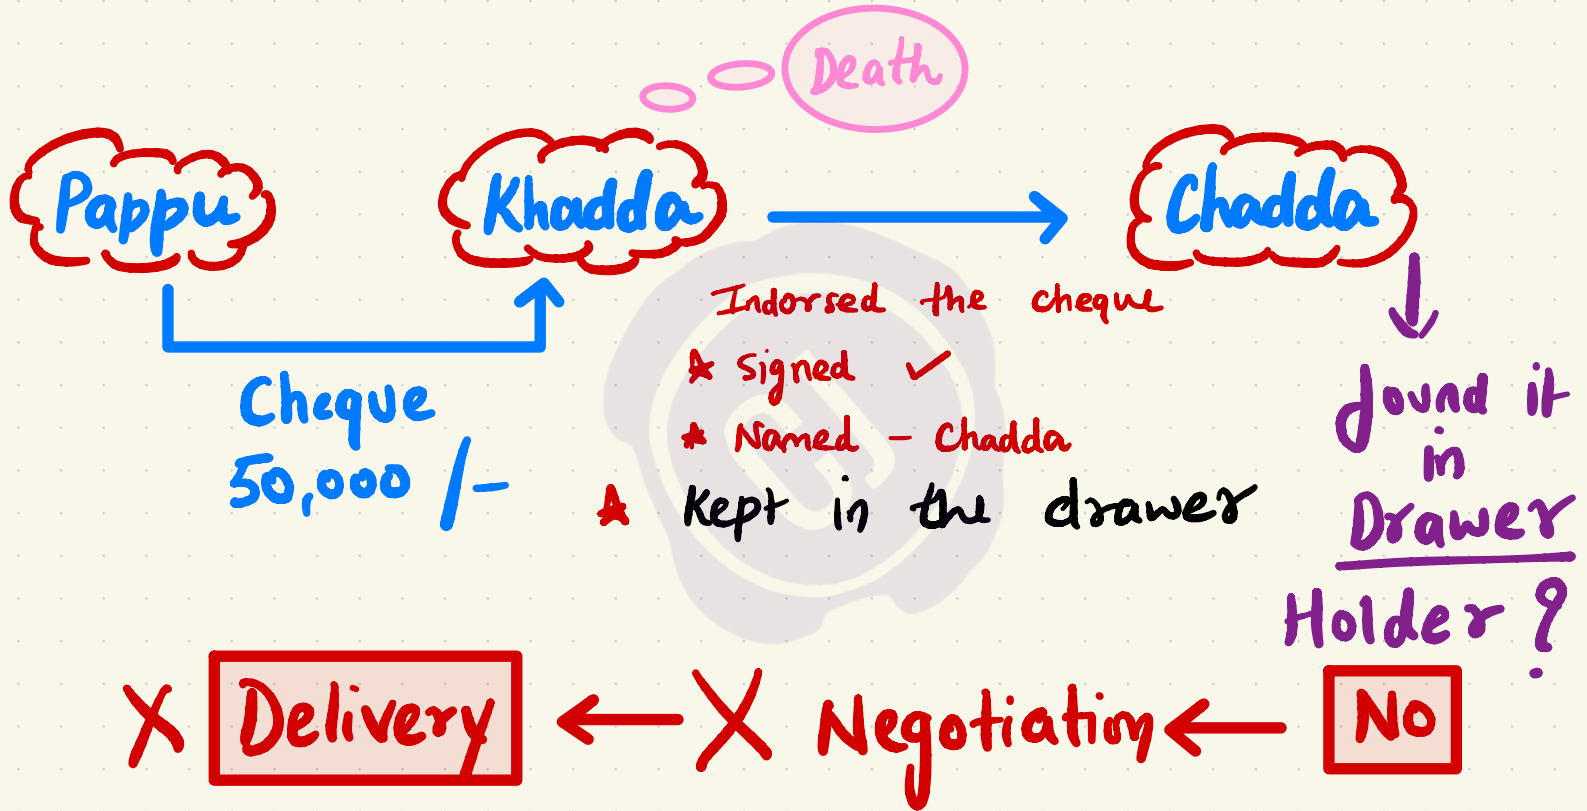 Death
Pappu
Khadda
Chadda
Indorsed the cheque
Signed ✓
Named - Chadda
Kept in the drawer
Cheque
50,000 /-
found it
in
Drawer
Holder ?
X Delivery ← X Negotiation ← No